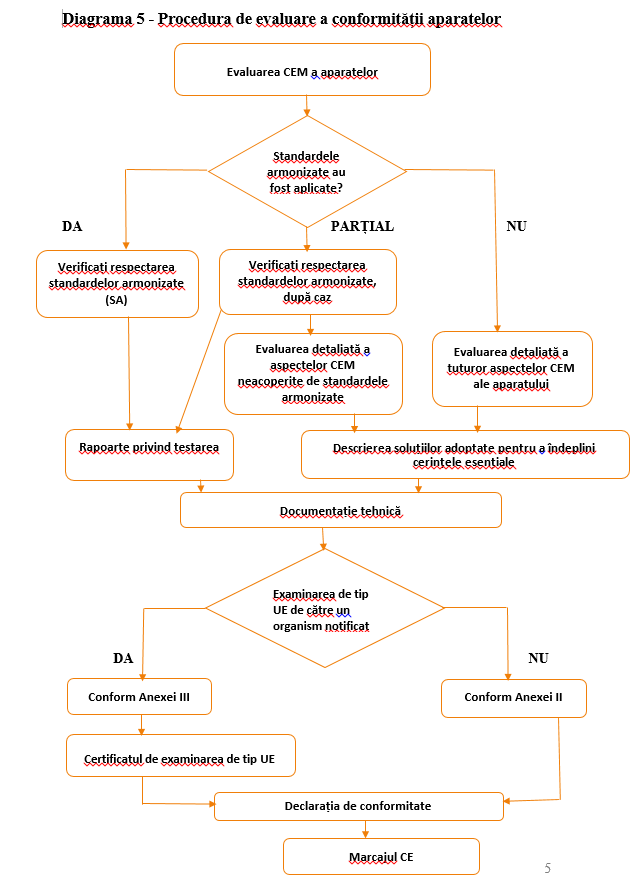 Diagrama 5 - Procedura de evaluare a conformității aparatelor
Evaluarea CEM a aparatelor
Standardele
armonizate au
fost aplicate?
DA
PARȚIAL
NU
Verificati respectarea
standardelor armonizate
(SA)
Verificati respectarea
standardelor armonizate,
după caz
Evaluarea detaliată a
aspectelor CEM
neacoperite de standardele
armonizate
Evaluarea detaliată a
tuturor aspectelor CEM
ale aparatului
Rapoarte privind testarea
Descrierea soluțiilor adoptate pentru a îndeplini
cerințele esențiale
Documentație tehnică
Examinarea de tip
UE de către un
organism notificat
DA
NU
Conform Anexei III
Conform Anexei II
Certificatul de examinarea de tip UE
Declarația de conformitate
Marcajul CE
5